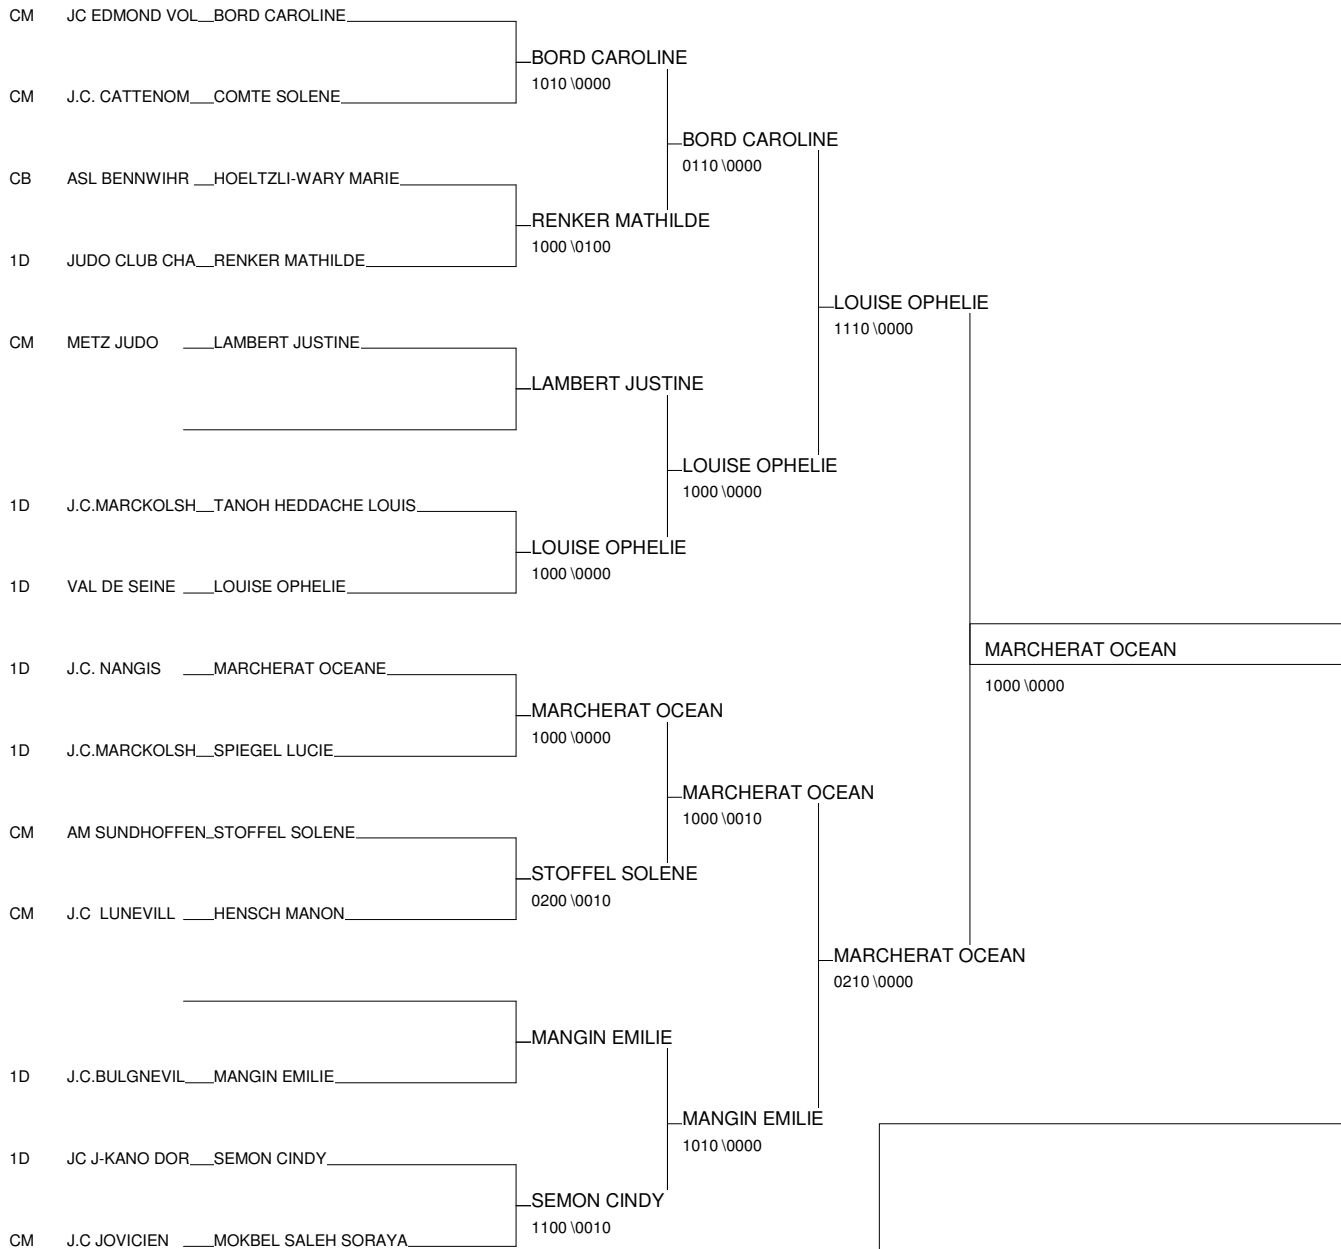 CM JC EDMOND VOL BORD CAROLINE
BORD CAROLINE
1010 \0000
CM J.C. CATTENOM COMTE SOLENE
BORD CAROLINE
0110 \0000
CB ASL BENNWIHR HOELTZLI-WARY MARIE
RENKER MATHILDE
1000 \0100
1D JUDO CLUB CHA RENKER MATHILDE
LOUISE OPHELIE
1110 \0000
CM METZ JUDO LAMBERT JUSTINE
LAMBERT JUSTINE
LOUISE OPHELIE
1000 \0000
1D J.C.MARCKOLSH TANOH HEDDACHE LOUIS
LOUISE OPHELIE
1000 \0000
1D VAL DE SEINE LOUISE OPHELIE
MARCHERAT OCEAN
1000 \0000
1D J.C. NANGIS MARCHERAT OCEANE
MARCHERAT OCEAN
1000 \0000
1D J.C.MARCKOLSH SPIEGEL LUCIE
MARCHERAT OCEAN
1000 \0010
CM AM SUNDHOFFEN STOFFEL SOLENE
STOFFEL SOLENE
0200 \0010
CM J.C LUNEVILL HENSCH MANON
MARCHERAT OCEAN
0210 \0000
MANGIN EMILIE
1D J.C.BULGNEVIL MANGIN EMILIE
MANGIN EMILIE
1010 \0000
1D JC J-KANO DOR SEMON CINDY
SEMON CINDY
1100 \0010
CM J.C JOVICIEN MOKBEL SALEH SORAYA